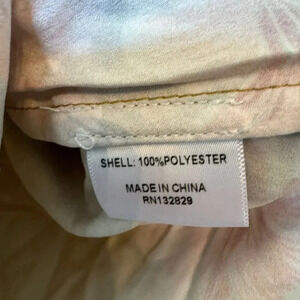 SHELL: 100%POLYESTER
MADE IN CHINA
RN132829